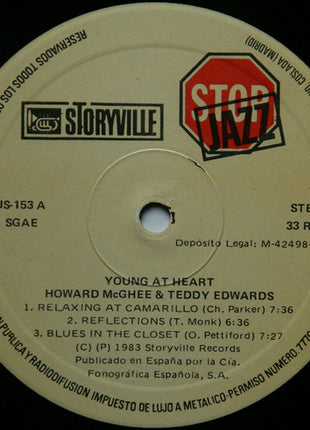 RESERVADOS TODOS LOS
COSLADA (MADRID)
STORYVILLE
STOP
JAZZ
US-153 A
SGAE
33
Depósito Legal: M-42498-
YOUNG AT HEART
HOWARD McGHEE & TEDDY EDWARDS
1. RELAXING AT CAMARILLO (Ch. Parker) 7:36
2. REFLECTIONS (T. Monk) 6:36
3. BLUES IN THE CLOSET (O. Pettiford) 7:27
(C) (P) 1983 Storyville Records
Publicado en España por la Cía.
Fonográfica Española, S.A.
PUBLICA Y RADIODIFUSION IMPUESTO DE LUJO A METALICO-PERMISO NUMERO